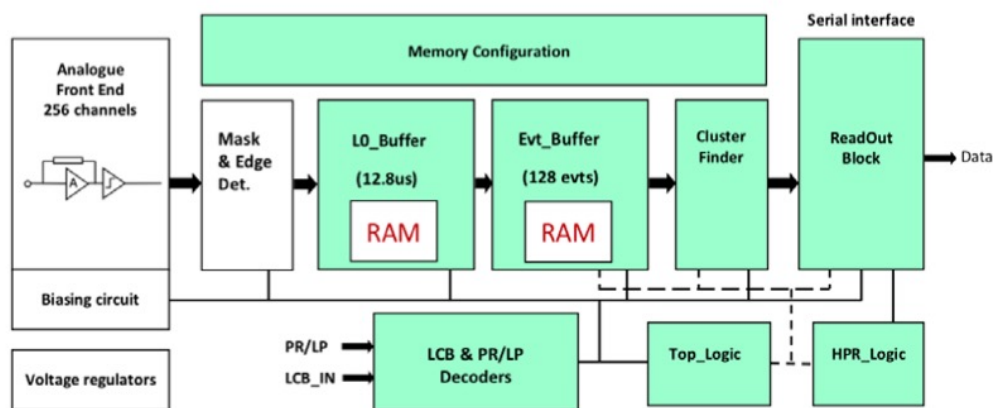 Serial interface
Memory Configuration
Analogue
Front End
256 channels
A
Mask
& Edge
Det.
L0_Buffer
(12.8us)
RAM
Evt_Buffer
(128 evts)
RAM
Cluster
Finder
ReadOut
Block
Data
Biasing circuit
PR/LP
LCB_IN
LCB & PR/LP
Decoders
Top_Logic
HPR_Logic
Voltage regulators